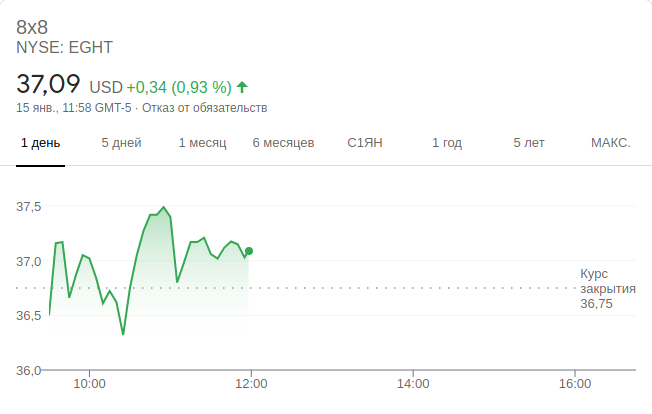 8x8
NYSE: EGHT
37,09 USD +0,34 (0,93 %)
15 янв., 11:58 GMT-5 · Отказ от обязательств
1 день 5 дней 1 месяц 6 месяцев С1ЯН 1 год 5 лет МАКС.
37,5
37,0
Курс
закрытия
36,75
36,5
36,0
10:00 12:00 14:00 16:00